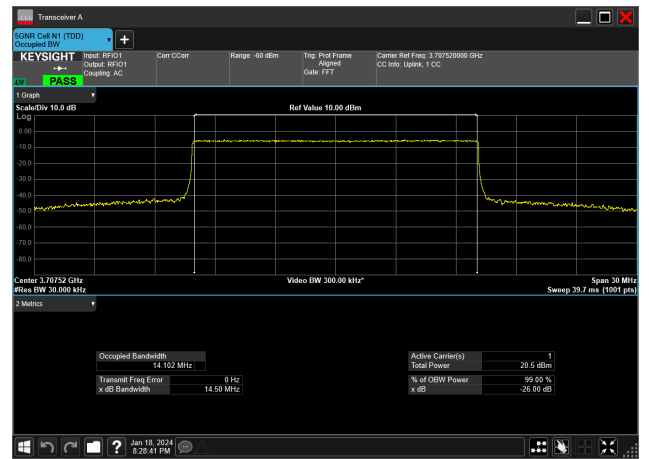 Transceiver A
5GNR Cell N1 (TDD)
Occupied BW
KEYSIGHT
LW PASS
Input: RFIO1
Output: RFIO1
Coupling: AC
Corr CCorr
Range: -60 dBm
Trig: Prot Frame
Aligned
Gate: FFT
Carrier Ref Freq: 3.707520000 GHz
CC Info: Uplink, 1 CC
1 Graph
Scale/Div 10.0 dB
Ref Value 10.00 dBm
Log
0.00
-10.0
-20.0
-30.0
-40.0
-50.0
-60.0
-70.0
-80.0
Center 3.70752 GHz
Video BW 300.00 kHz*
Span 30 MHz
#Res BW 30.000 kHz
Sweep 39.7 ms (1001 pts)
2 Metrics
Occupied Bandwidth
14.102 MHz
Transmit Freq Error 0 Hz
x dB Bandwidth 14.50 MHz
Active Carrier(s) 1
Total Power 20.5 dBm
% of OBW Power 99.00 %
x dB -26.00 dB
?
Jan 18, 2024
8:28:41 PM